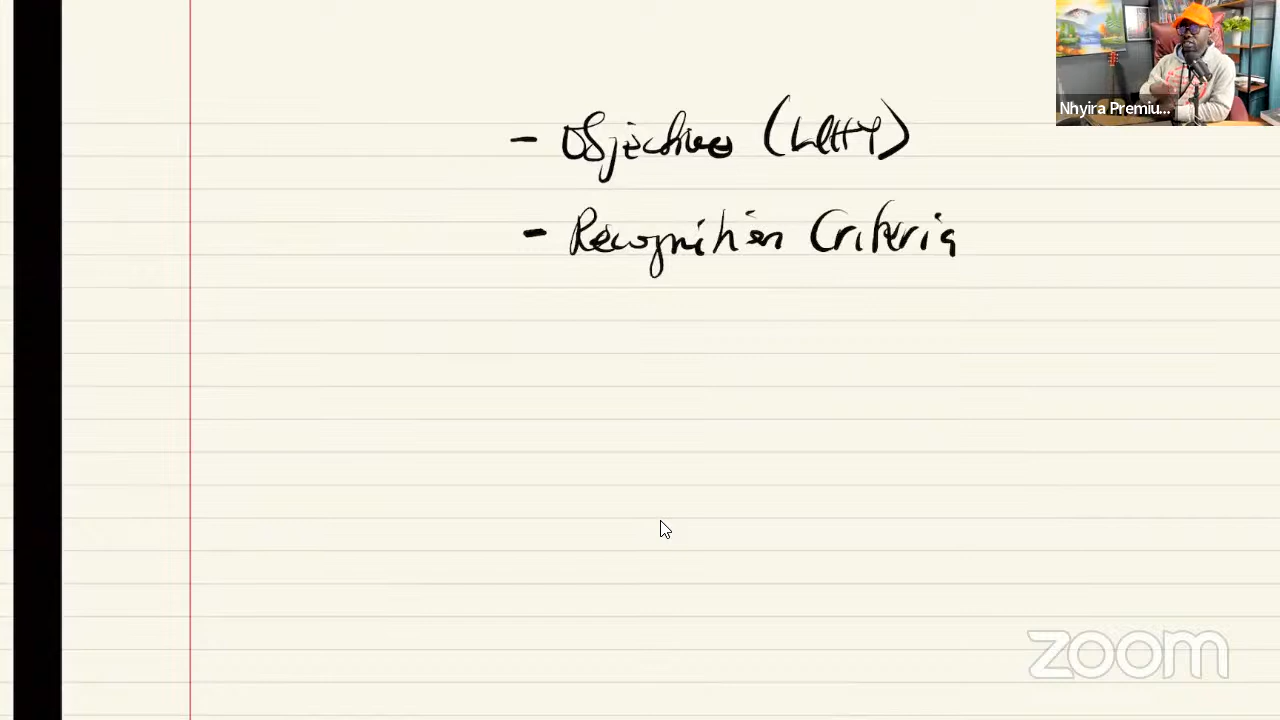 - Objectives
- Recognition Criteria
Nhyira Premiu...
zoom